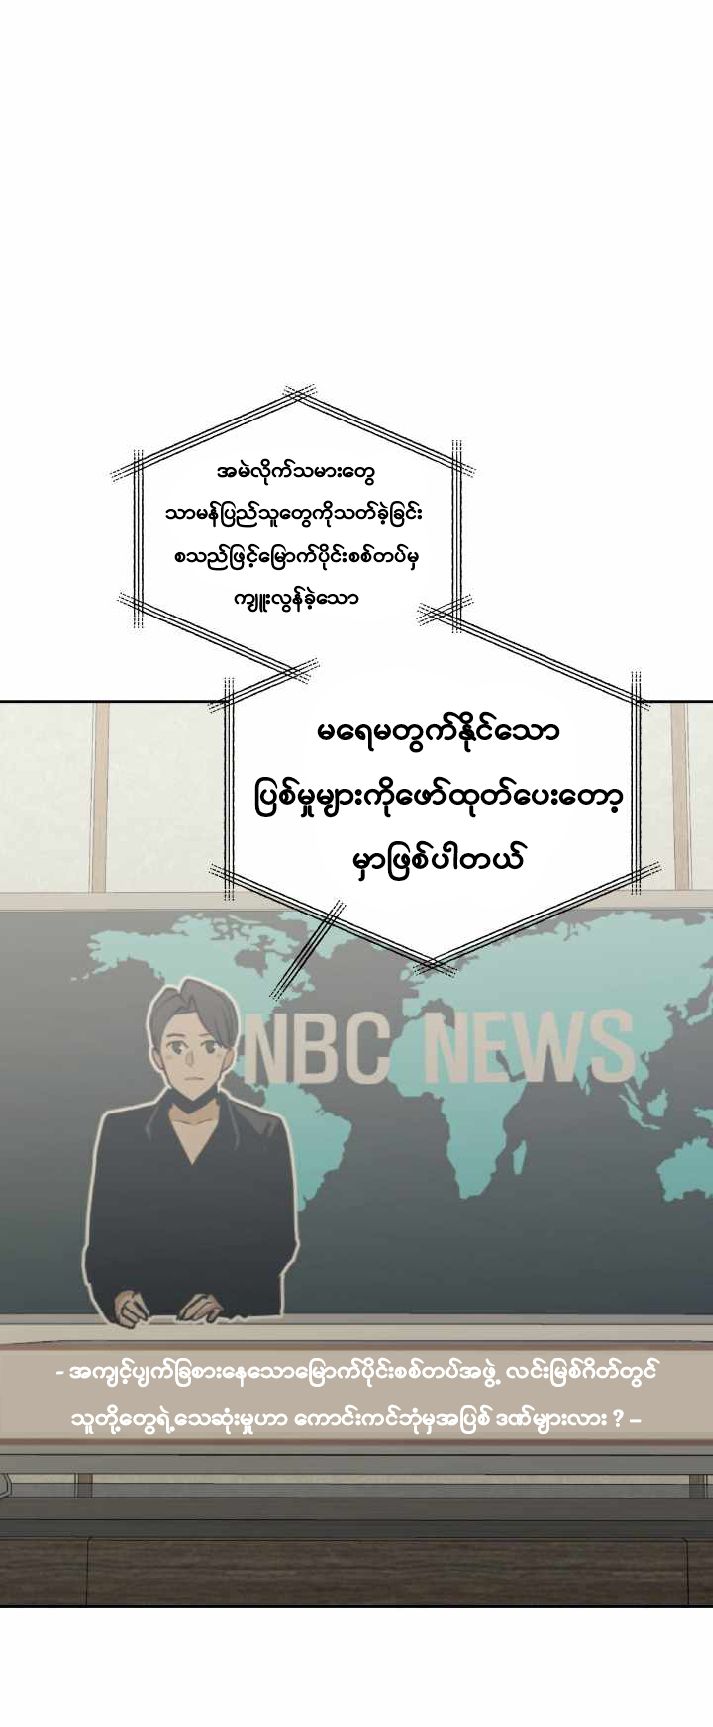 အမဲလိုက်သမားတွေ
သာမန်ပြည်သူတွေကိုသတ်ခဲ့ခြင်း
စသည်ဖြင့်မြောက်ပိုင်းစစ်တပ်မှ
ကျူးလွန်ခဲ့သော
မရေမတွက်နိုင်သော
ပြစ်မှုများကိုဖော်ထုတ်ပေးတော့
မှာဖြစ်ပါတယ်
NBC NEWS
- အကျင့်ပျက်ခြစားနေသောမြောက်ပိုင်းစစ်တပ်အဖွဲ့ လင်းမြစ်ဂိတ်တွင်
သူတို့တွေရဲ့သေဆုံးမှုဟာ ကောင်းကင်ဘုံမှအပြစ် ဒဏ်များလား ? –